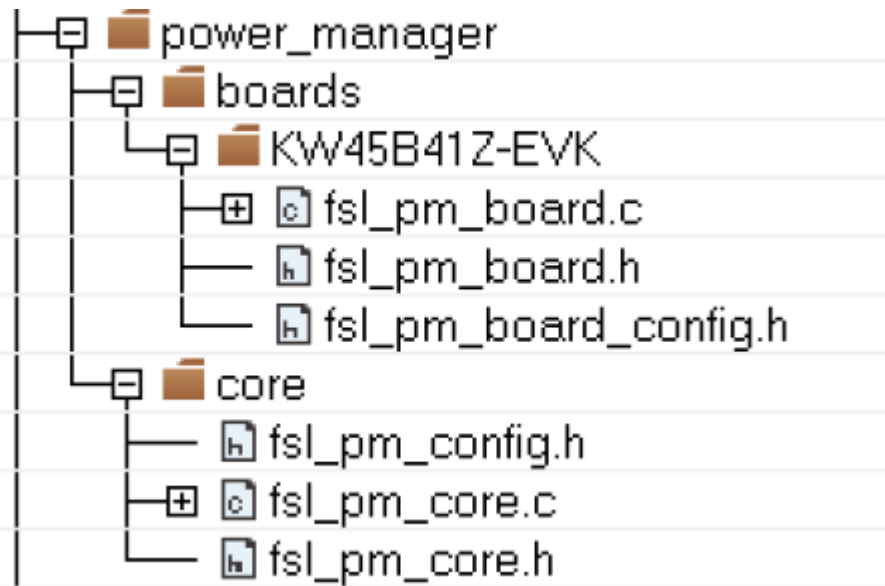 power_manager
boards
KW45B41Z-EVK
fsl_pm_board.c
fsl_pm_board.h
fsl_pm_board_config.h
core
fsl_pm_config.h
fsl_pm_core.c
fsl_pm_core.h